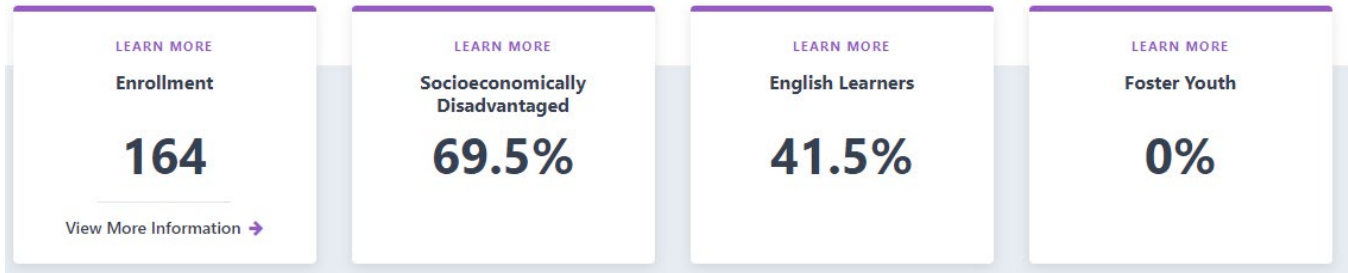 LEARN MORE
Enrollment
164
View More Information
LEARN MORE
Socioeconomically
Disadvantaged
69.5%
LEARN MORE
English Learners
41.5%
LEARN MORE
Foster Youth
0%